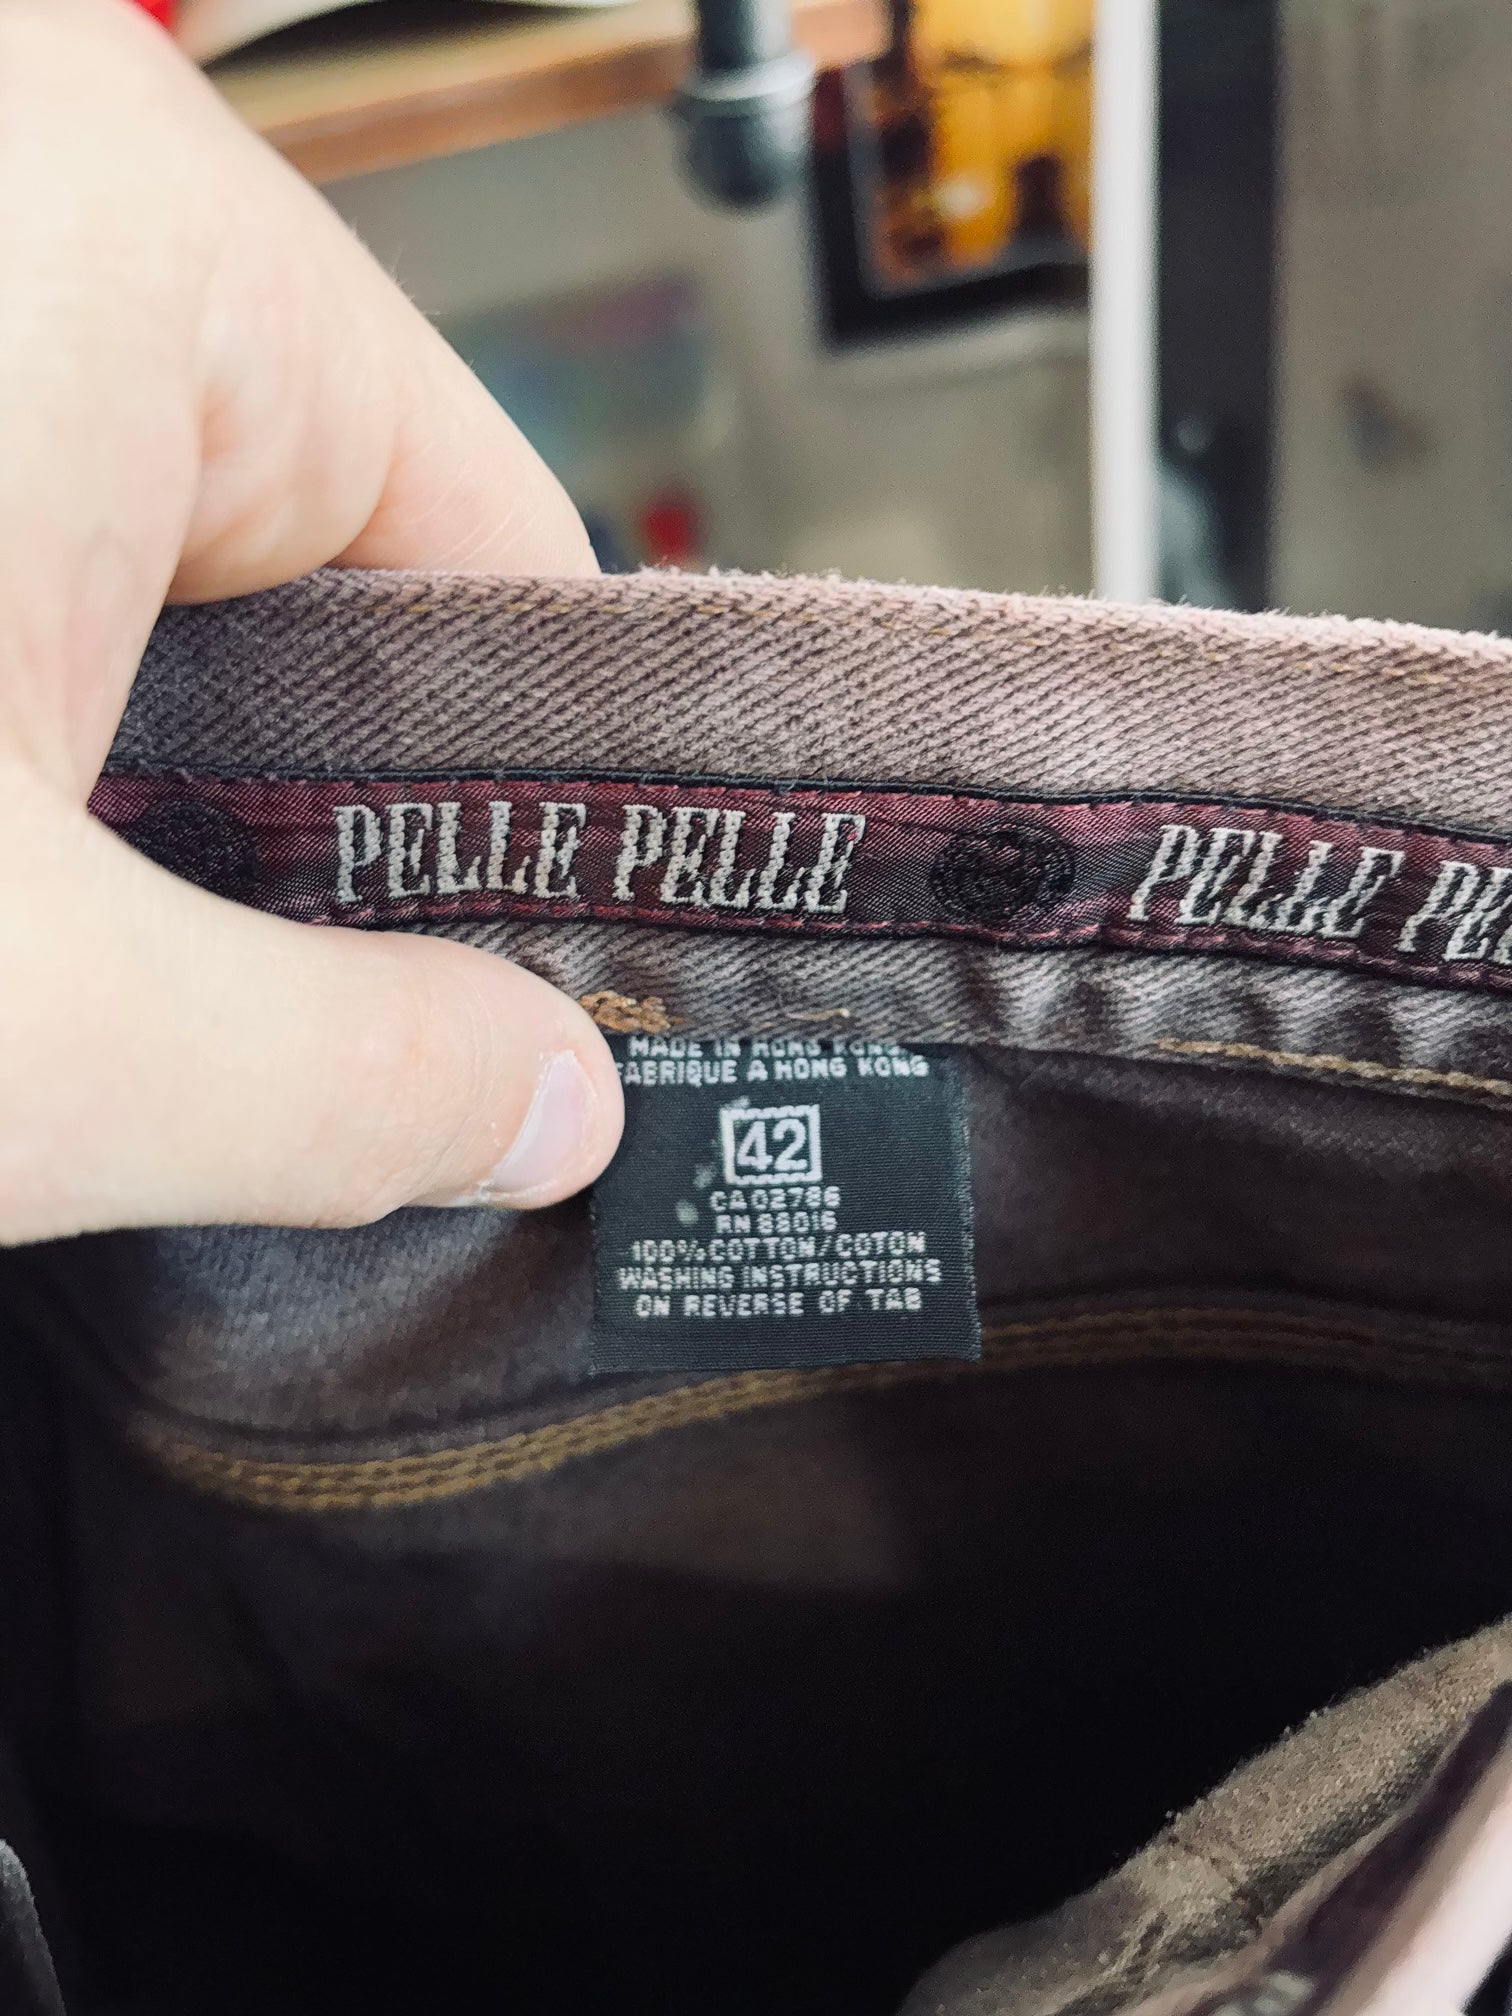 PELLE PELLE PELLE PE
MADE IN HONG KONG
FABRIQUE A HONG KONG
42
CA 02786
RN 88016
100% COTTON/COTON
WASHING INSTRUCTIONS
ON REVERSE OF TAB